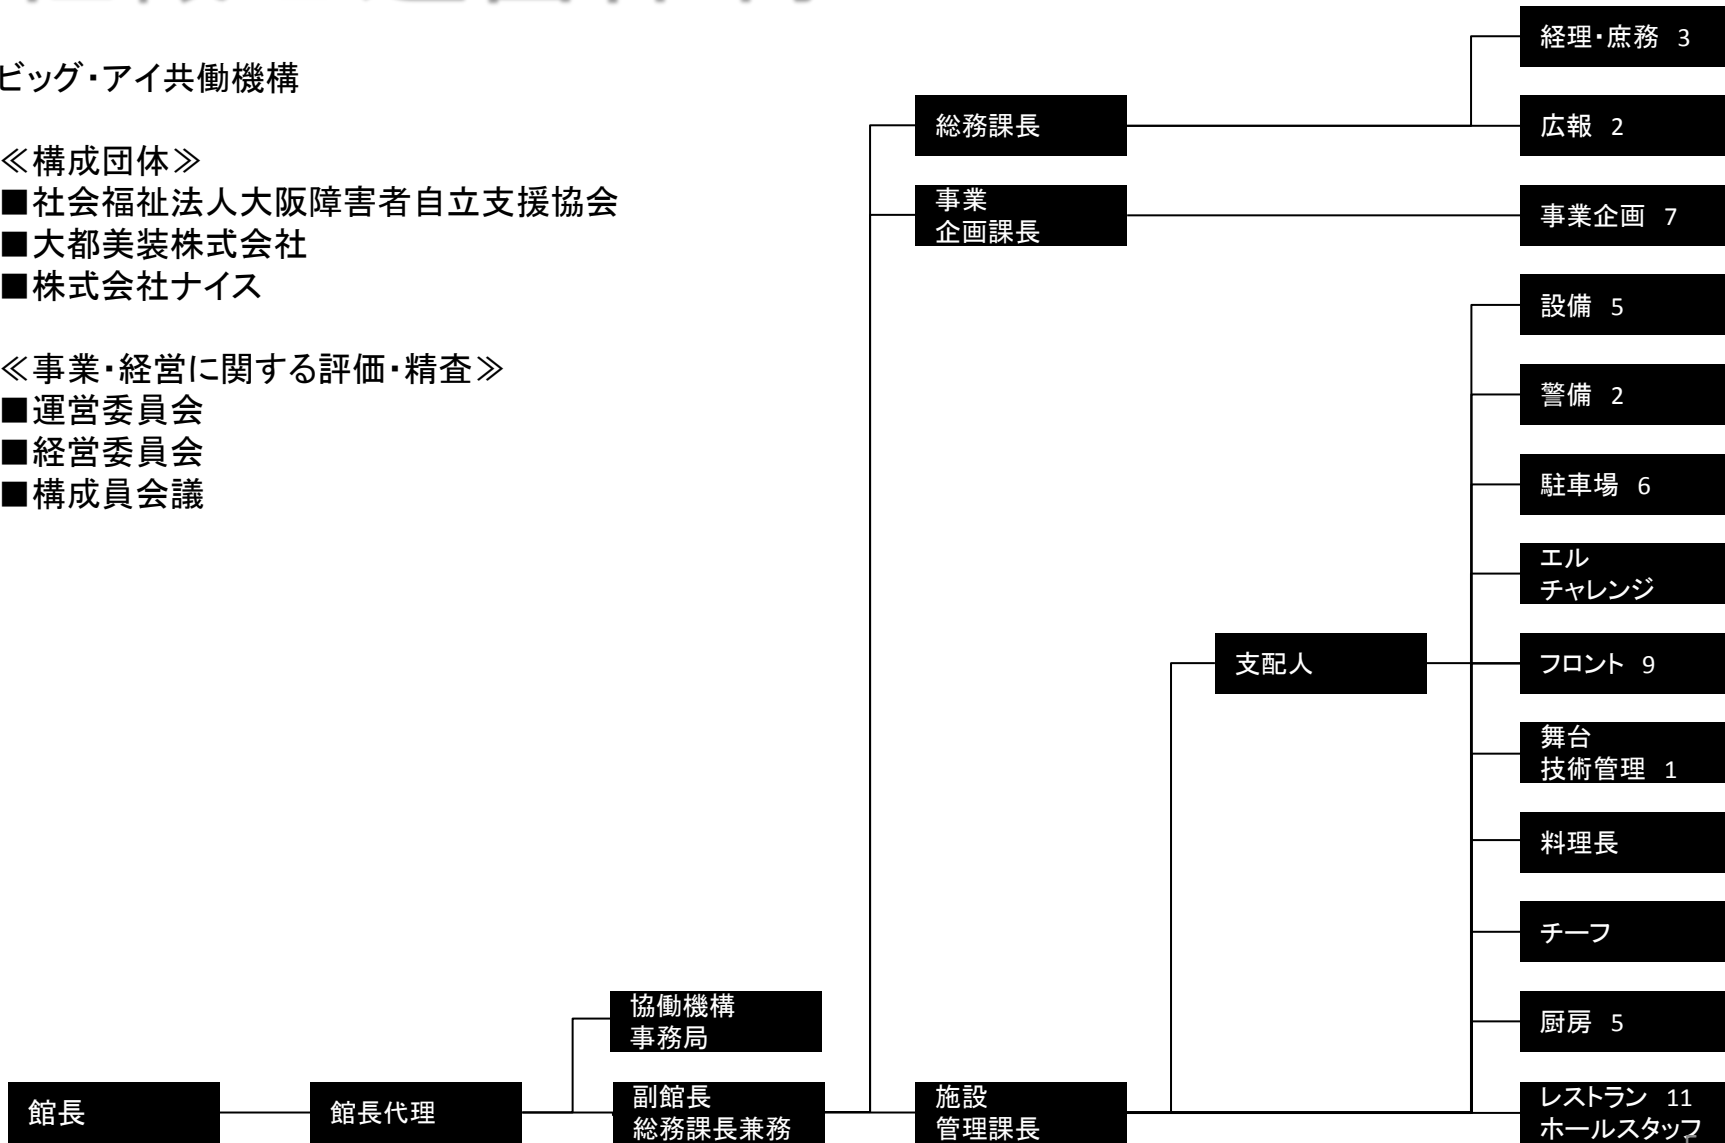 ビッグ・アイ共働機構
≪構成団体≫
■社会福祉法人大阪障害者自立支援協会
■大都美装株式会社
■株式会社ナイス
≪事業・経営に関する評価・精査≫
■運営委員会
■経営委員会
■構成員会議
館長
館長代理
協働機構
事務局
副館長
総務課長兼務
総務課長
事業
企画課長
施設
管理課長
支配人
経理・庶務 3
広報 2
事業企画 7
設備 5
警備 2
駐車場 6
エル
チャレンジ
フロント 9
舞台
技術管理 1
料理長
チーフ
厨房 5
レストラン 11
ホールスタッフ